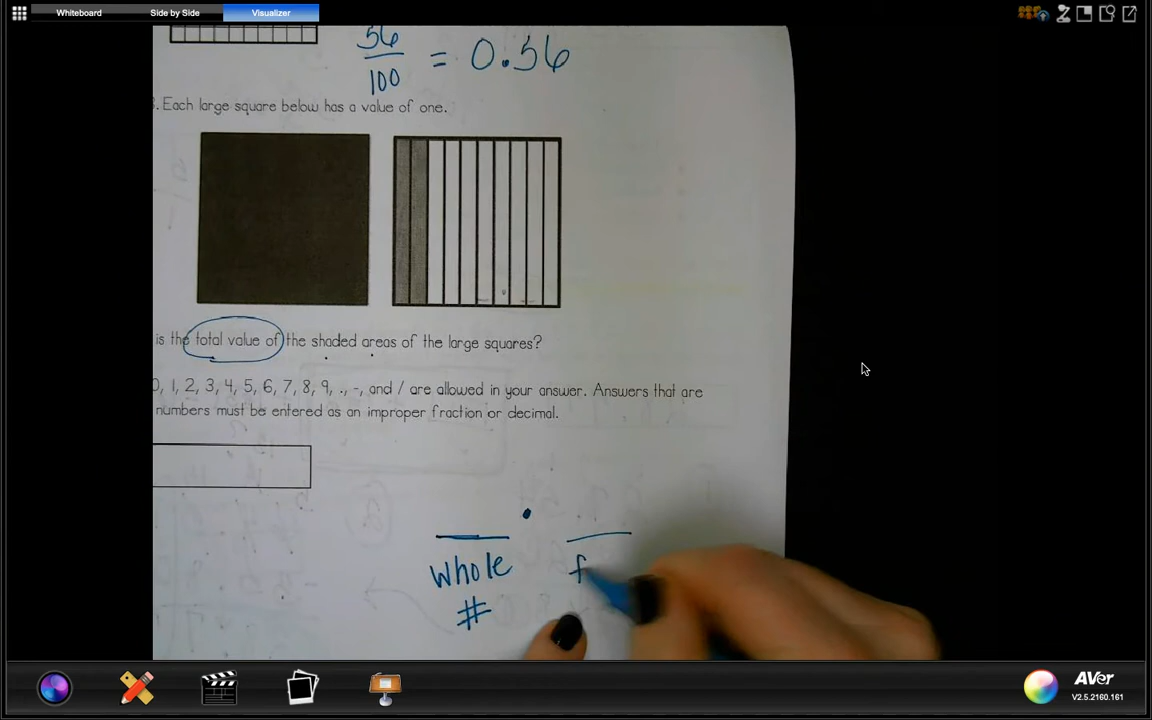 Whiteboard Side by Side Visualizer
56
100
= 0.56
. Each large square below has a value of one.
is the total value of the shaded areas of the large squares?
0, 1, 2, 3, 4, 5, 6, 7, 8, 9, ., -, and / are allowed in your answer. Answers that are
numbers must be entered as an improper fraction or decimal.
.
whole f
#
AVer
V2.5.2160.161